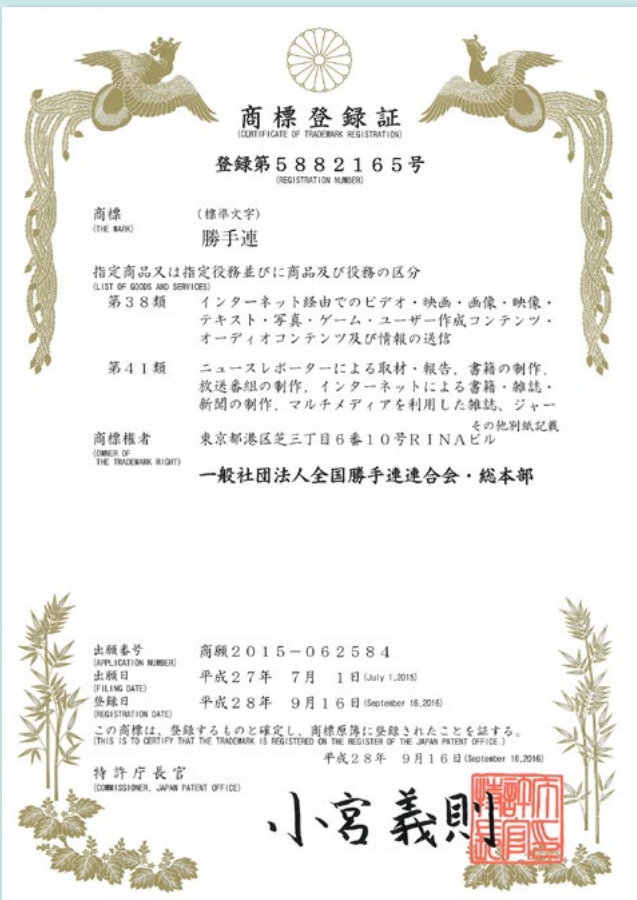 商標登録証
(CERTIFICATE OF TRADEMARK REGISTRATION)
登録第5882165号
(REGISTRATION NUMBER)
商標 (標準文字)
(THE MARK)
勝手連
指定商品又は指定役務並びに商品及び役務の区分
(LIST OF GOODS AND SERVICES)
第38類 インターネット経由でのビデオ・映画・画像・映像・
テキスト・写真・ゲーム・ユーザー作成コンテンツ・
オーディオコンテンツ及び情報の送信
第41類 ニュースレポーターによる取材・報告，書籍の制作，
放送番組の制作，インターネットによる書籍・雑誌・
新聞の制作，マルチメディアを利用した雑誌、ジャー
その他別紙記載
商標権者 東京都港区芝三丁目6番10号RINAビル
(OWNER OF
THE TRADEMARK RIGHT)
一般社団法人全国勝手連連合会・総本部
出願番号 商願2015-062584
(APPLICATION NUMBER)
出願日 平成27年 7月 1日(July 1,2015)
(FILING DATE)
登録日 平成28年 9月16日(September 16,2016)
(REGISTRATION DATE)
この商標は、登録するものと確定し、商標原簿に登録されたことを証する。
(THIS IS TO CERTIFY THAT THE TRADEMARK IS REGISTERED ON THE REGISTER OF THE JAPAN PATENT OFFICE.)
平成28年 9月16日(September 16,2016)
特許庁長官
(COMMISSIONER, JAPAN PATENT OFFICE)
小宮義則